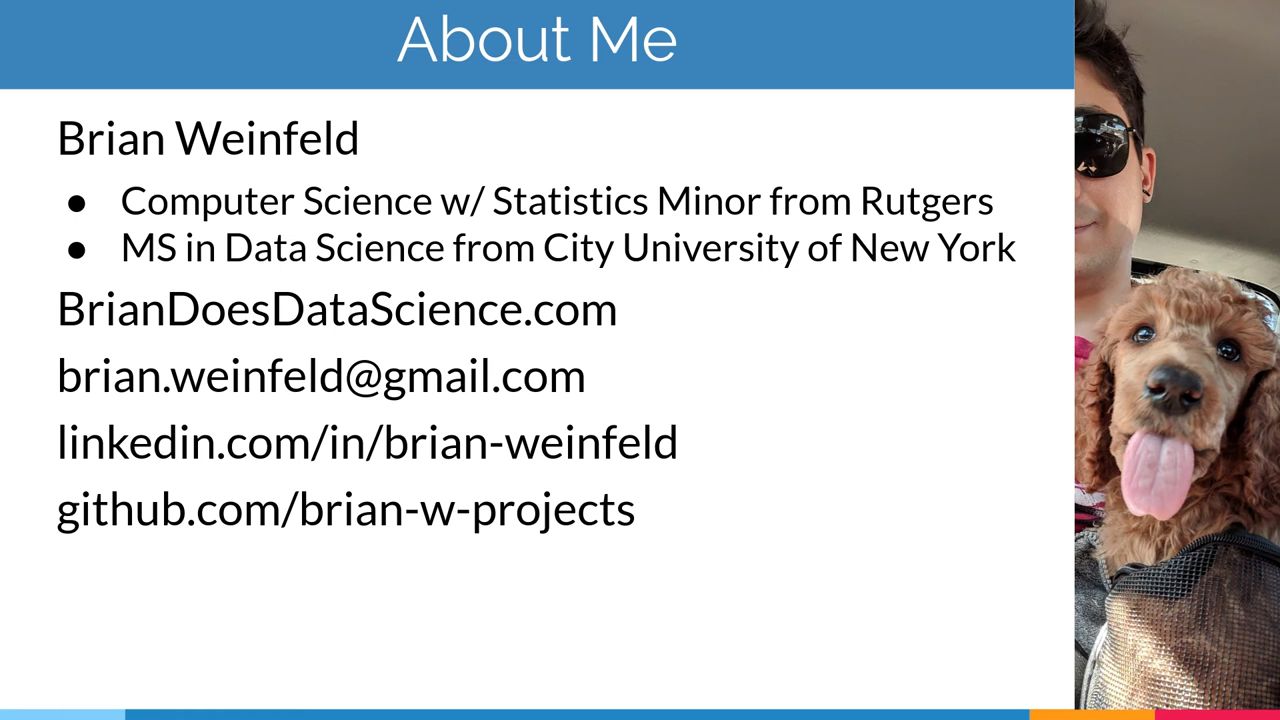 About Me
Brian Weinfeld
● Computer Science w/ Statistics Minor from Rutgers
● MS in Data Science from City University of New York
BrianDoesDataScience.com
brian.weinfeld@gmail.com
linkedin.com/in/brian-weinfeld
github.com/brian-w-projects